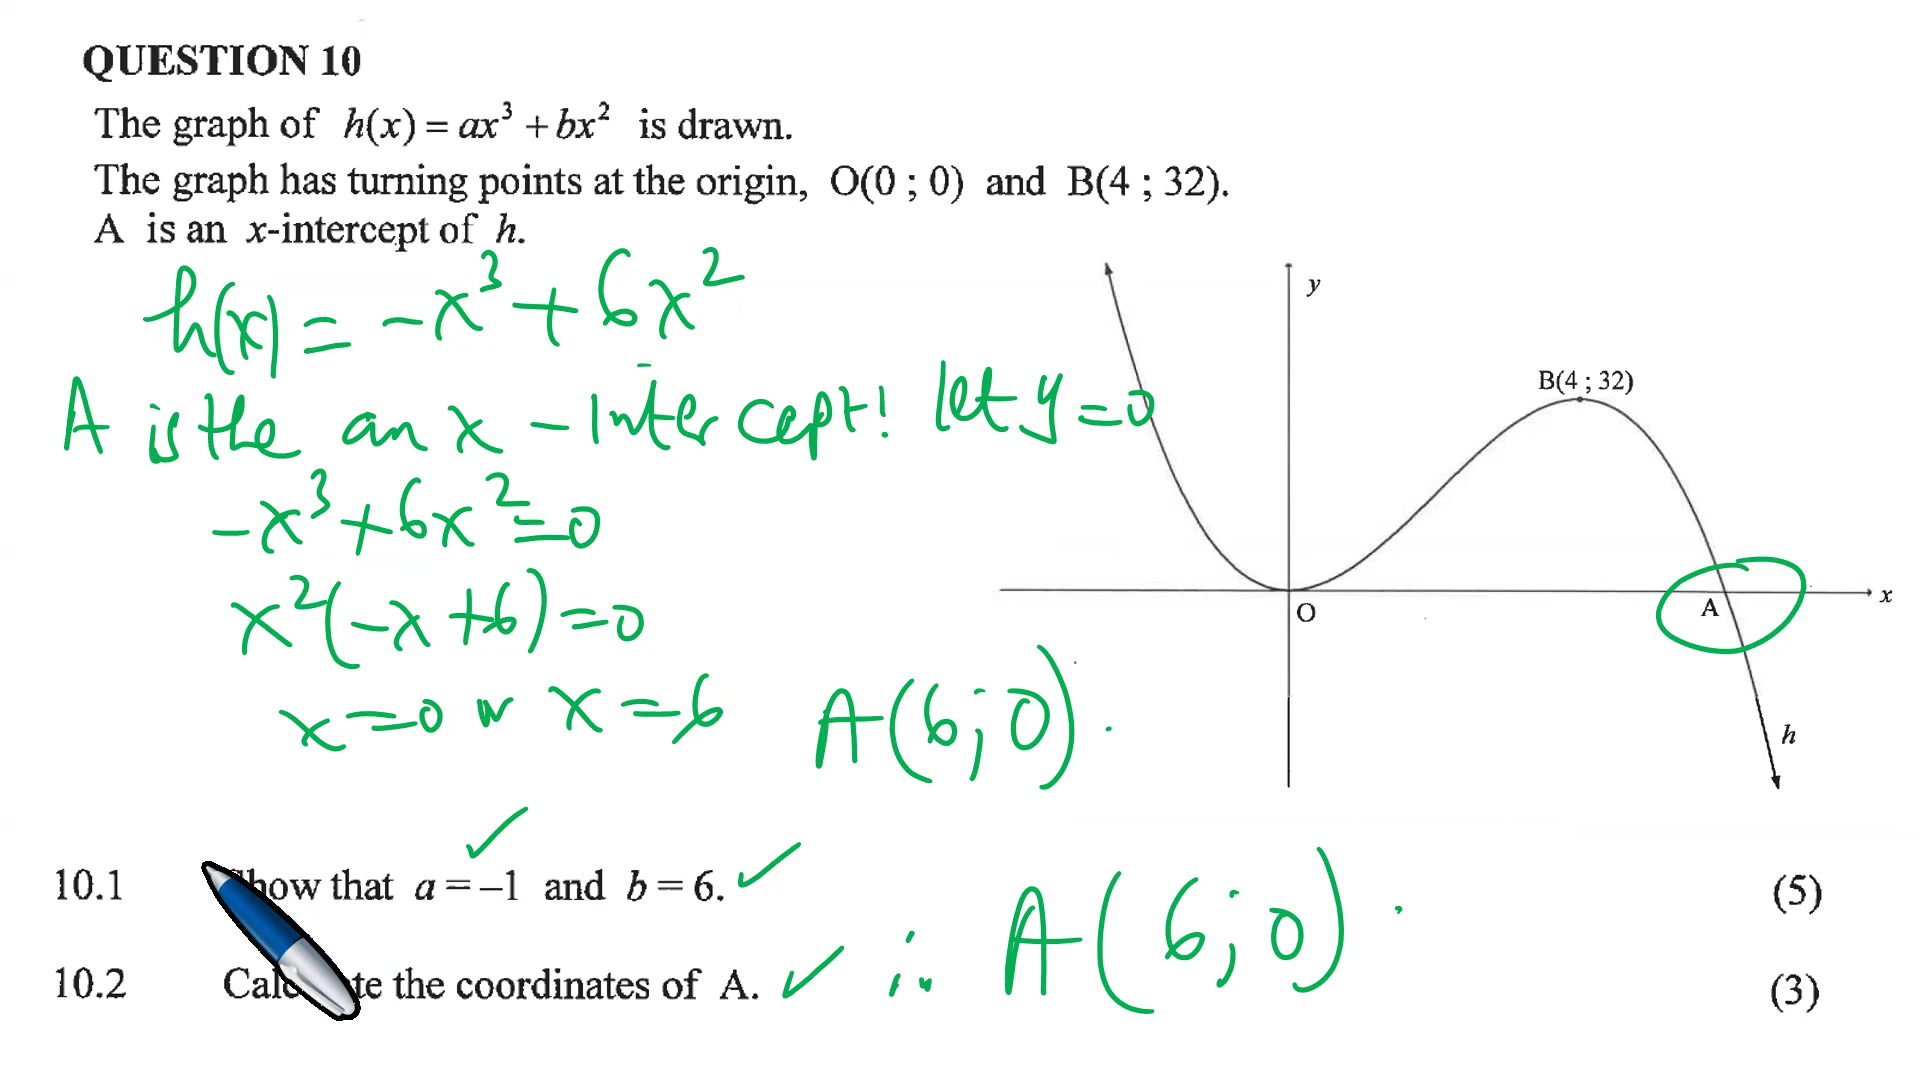 QUESTION 10
The graph of h(x) = ax³ + bx² is drawn.
The graph has turning points at the origin, O(0 ; 0) and B(4 ; 32).
A is an x-intercept of h.
h(x) = -x³ + 6x²
A is the an x - Intercept! let y = 0
-x³ + 6x² = 0
x²(-x + 6) = 0
x = 0 or x = 6 A(6; 0).
y
B(4 ; 32)
x
O
A
h
10.1 Show that a = –1 and b = 6. ✓ ✓ (5)
10.2 Calculate the coordinates of A. ✓ ∴ A(6; 0). (3)